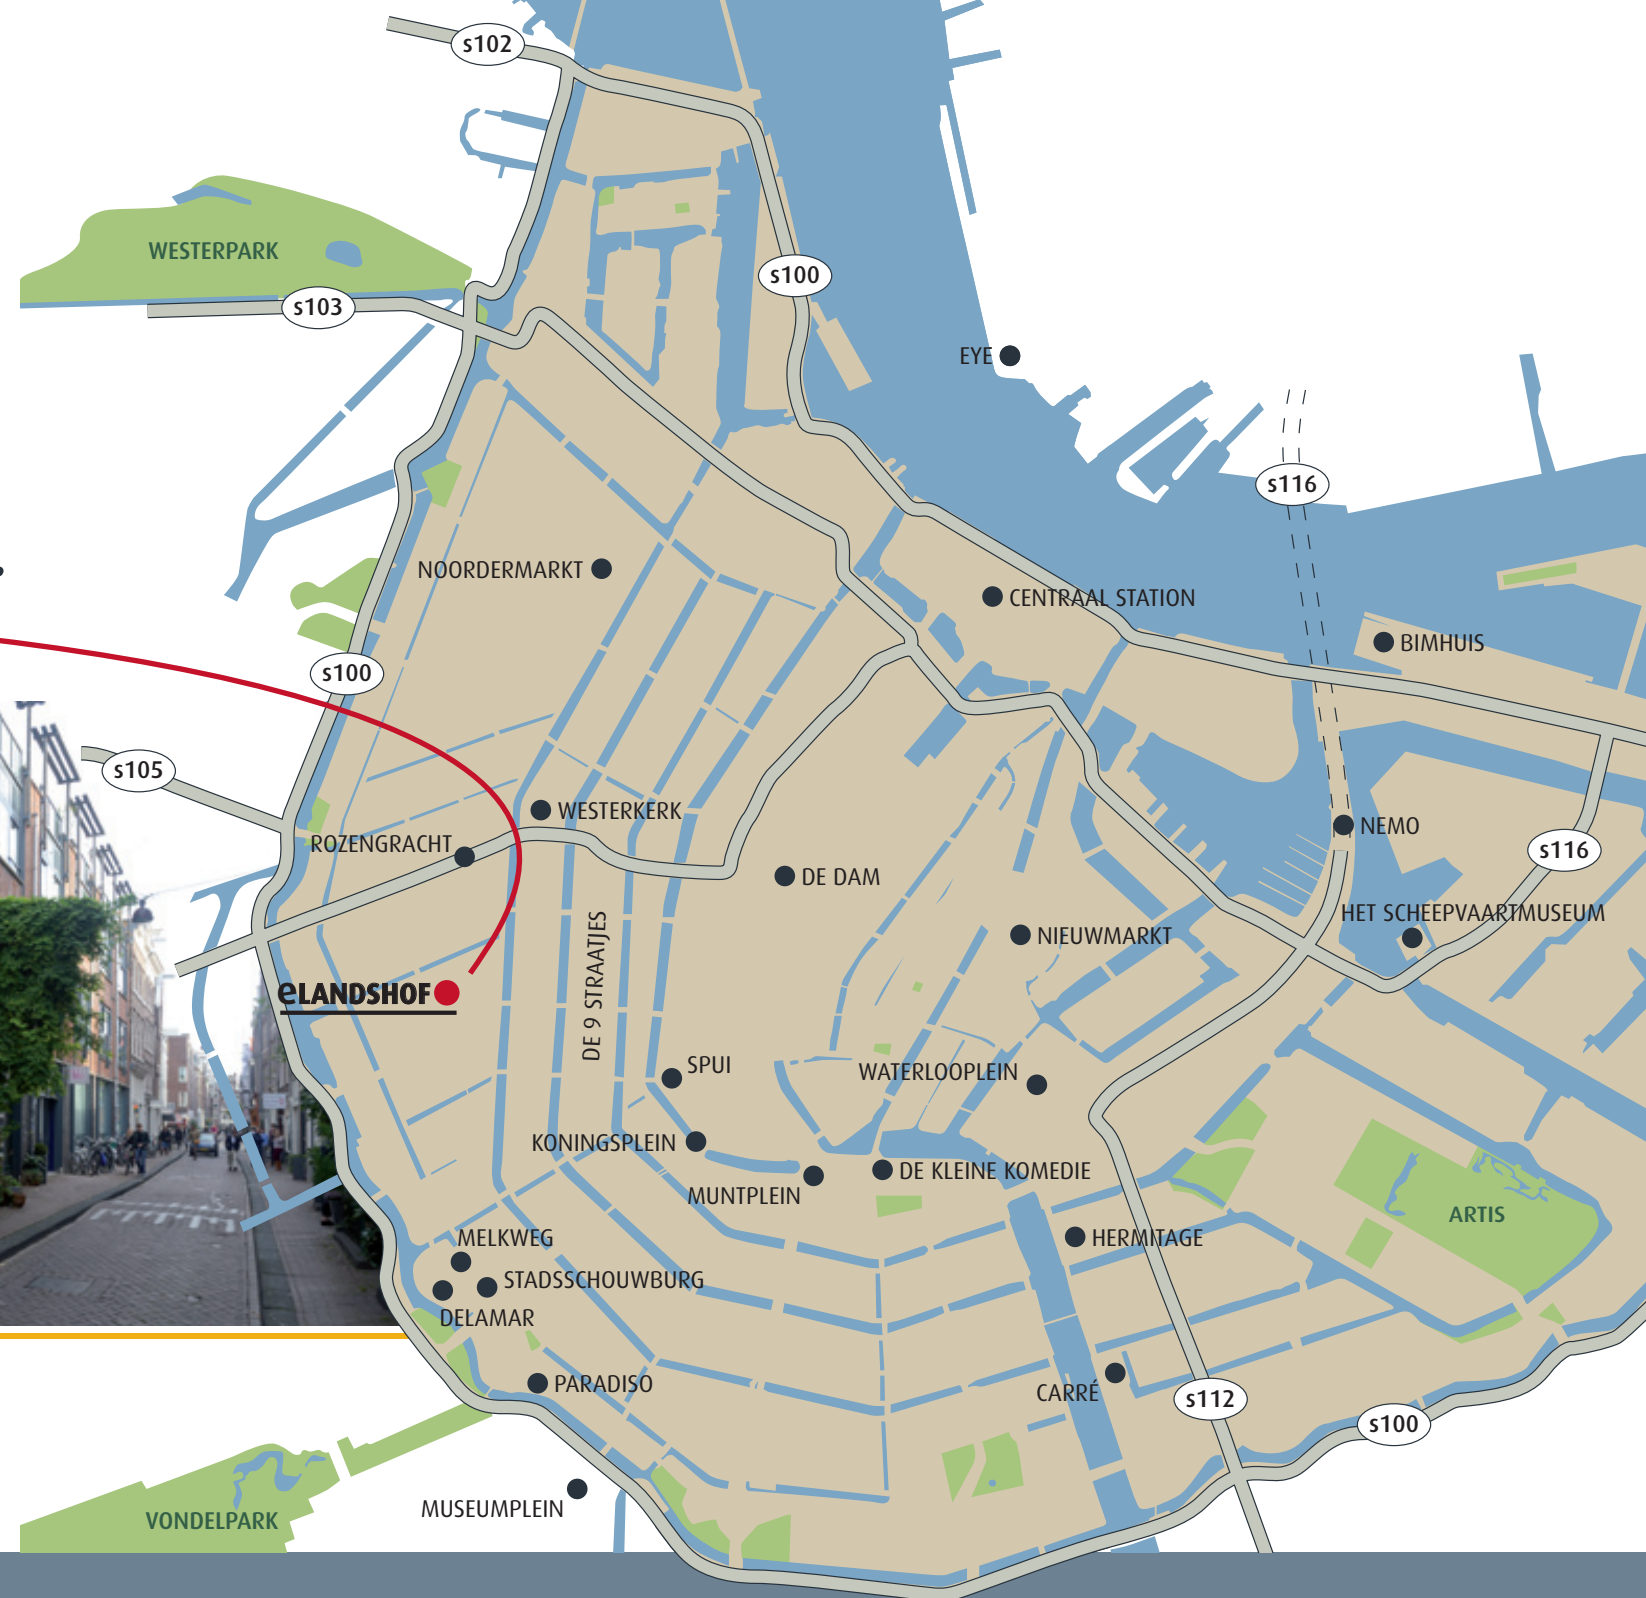 s102
WESTERPARK
s100
s103
EYE
s116
NOORDERMARKT
CENTRAAL STATION
BIMHUIS
s100
s105
WESTERKERK
NEMO
ROZENGRACHT
s116
DE DAM
HET SCHEEPVAARTMUSEUM
NIEUWMARKT
DE 9 STRAATJES
eLANDSHOF
SPUI
WATERLOOPLEIN
KONINGSPLEIN
DE KLEINE KOMEDIE
MUNTPLEIN
ARTIS
MELKWEG
HERMITAGE
STADSSCHOUWBURG
DELAMAR
PARADISO
CARRÉ
s112
s100
MUSEUMPLEIN
VONDELPARK